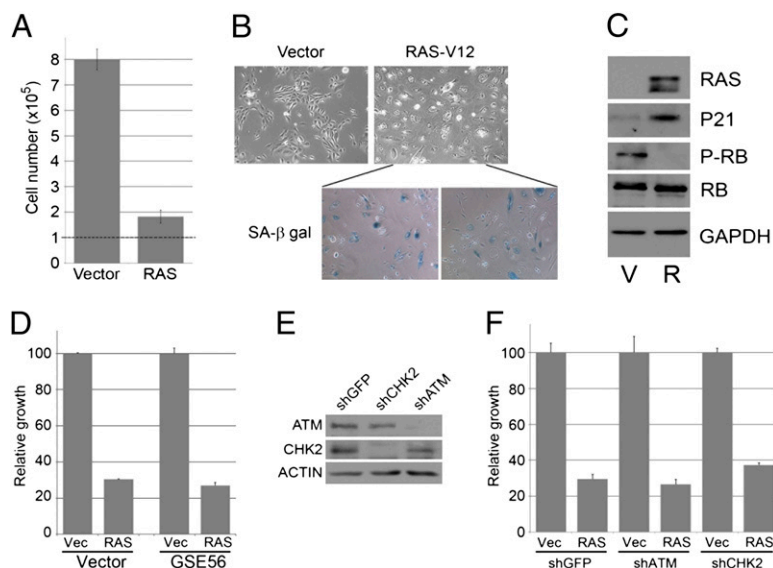 A
Cell number (x10⁵)
8
7
6
5
4
3
2
1
Vector RAS
B
Vector RAS-V12
SA-β gal
C
RAS
P21
P-RB
RB
GAPDH
V R
D
Relative growth
100
80
60
40
20
0
Vec RAS Vec RAS
Vector GSE56
E
shGFP shCHK2 shATM
ATM
CHK2
ACTIN
F
Relative growth
100
80
60
40
20
0
Vec RAS Vec RAS Vec RAS
shGFP shATM shCHK2